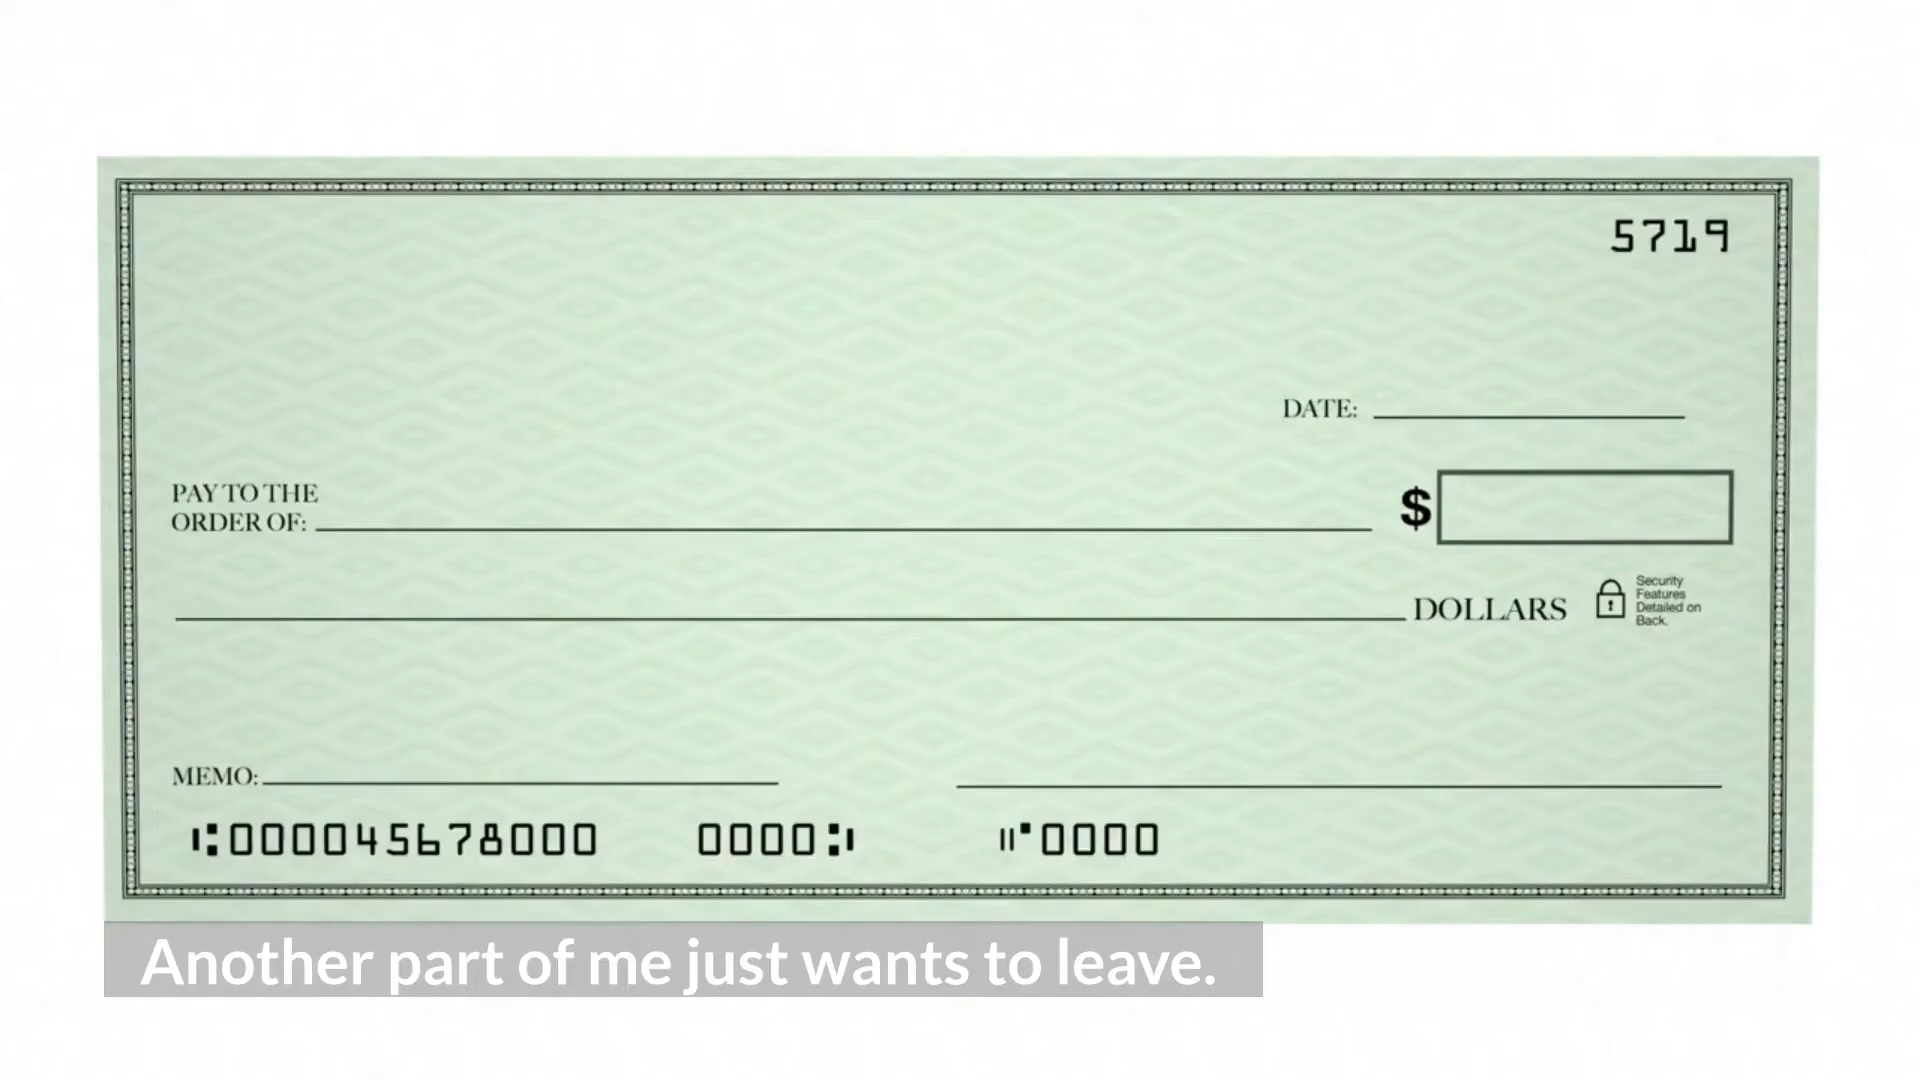 5719
DATE:
PAY TO THE
ORDER OF:
$
DOLLARS
Security
Features
Detailed on
Back.
MEMO:
⑆000045678000 0000⑆ ⑈0000
Another part of me just wants to leave.